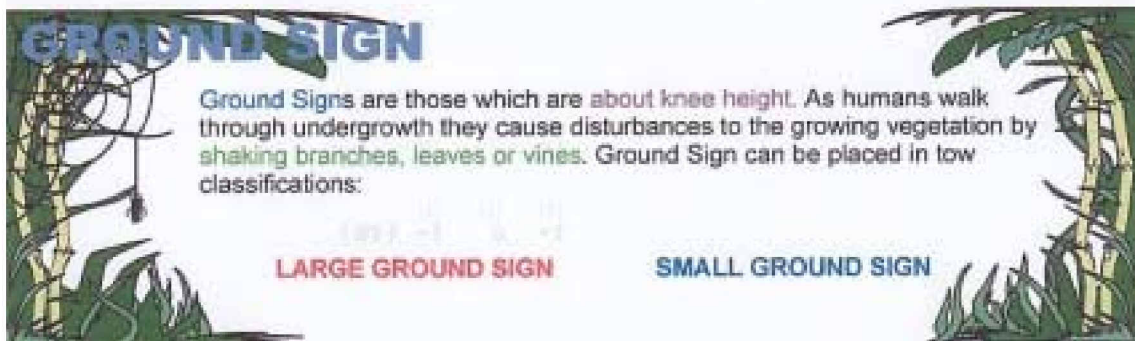 GROUND SIGN
Ground Signs are those which are about knee height. As humans walk
through undergrowth they cause disturbances to the growing vegetation by
shaking branches, leaves or vines. Ground Sign can be placed in tow
classifications:
LARGE GROUND SIGN SMALL GROUND SIGN